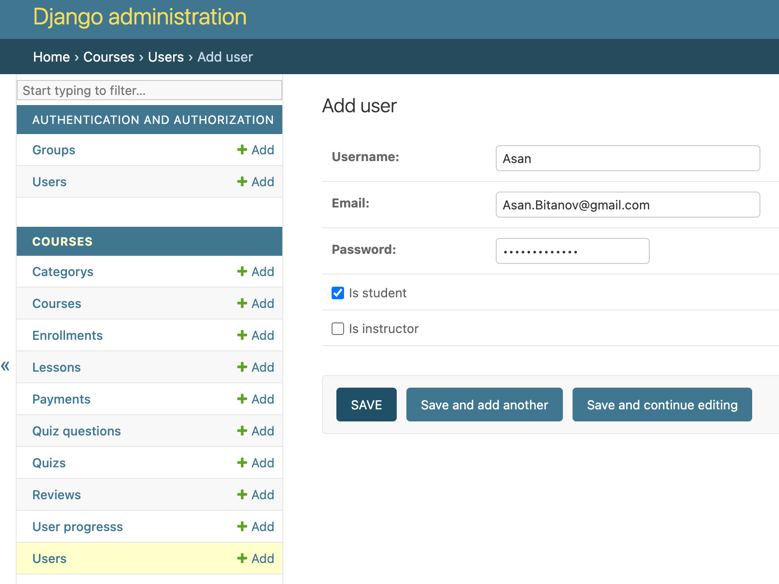 Django administration
Home › Courses › Users › Add user
Start typing to filter...
AUTHENTICATION AND AUTHORIZATION
Groups + Add
Users + Add
COURSES
Categorys + Add
Courses + Add
Enrollments + Add
Lessons + Add
Payments + Add
Quiz questions + Add
Quizs + Add
Reviews + Add
User progresss + Add
Users + Add
«
Add user
Username: Asan
Email: Asan.Bitanov@gmail.com
Password: •••••••••••••
Is student
Is instructor
SAVE Save and add another Save and continue editing